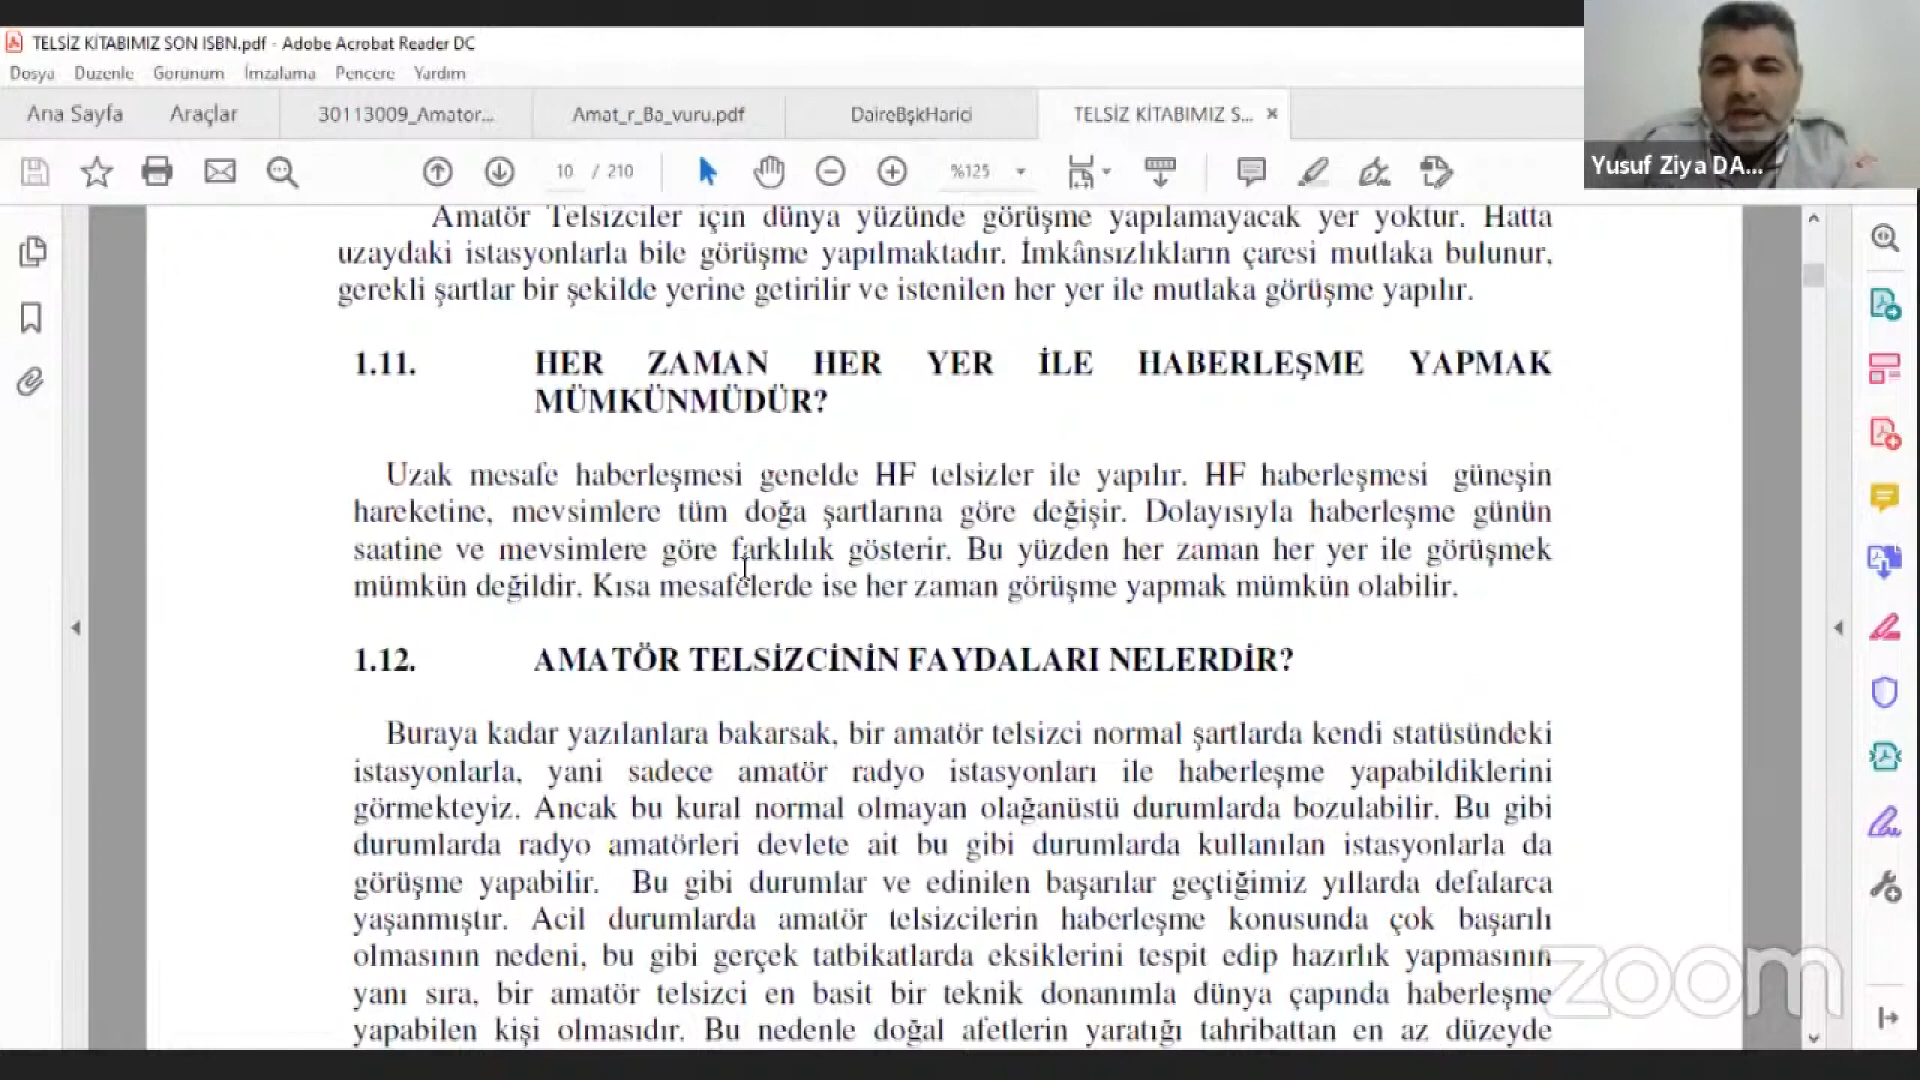 TELSİZ KİTABIMIZ SON ISBN.pdf - Adobe Acrobat Reader DC
Dosya Düzenle Görünüm İmzalama Pencere Yardım
Ana Sayfa Araçlar 30113009_Amator... Amat_r_Ba_vuru.pdf DaireBşkHarici TELSİZ KİTABIMIZ S... ×
10 / 210 %125
Yusuf Ziya DA...
Amatör Telsizciler için dünya yüzünde görüşme yapılamayacak yer yoktur. Hatta
uzaydaki istasyonlarla bile görüşme yapılmaktadır. İmkânsızlıkların çaresi mutlaka bulunur,
gerekli şartlar bir şekilde yerine getirilir ve istenilen her yer ile mutlaka görüşme yapılır.
1.11. HER ZAMAN HER YER İLE HABERLEŞME YAPMAK
MÜMKÜNMÜDÜR?
Uzak mesafe haberleşmesi genelde HF telsizler ile yapılır. HF haberleşmesi güneşin
hareketine, mevsimlere tüm doğa şartlarına göre değişir. Dolayısıyla haberleşme günün
saatine ve mevsimlere göre farklılık gösterir. Bu yüzden her zaman her yer ile görüşmek
mümkün değildir. Kısa mesafelerde ise her zaman görüşme yapmak mümkün olabilir.
1.12. AMATÖR TELSİZCİNİN FAYDALARI NELERDİR?
Buraya kadar yazılanlara bakarsak, bir amatör telsizci normal şartlarda kendi statüsündeki
istasyonlarla, yani sadece amatör radyo istasyonları ile haberleşme yapabildiklerini
görmekteyiz. Ancak bu kural normal olmayan olağanüstü durumlarda bozulabilir. Bu gibi
durumlarda radyo amatörleri devlete ait bu gibi durumlarda kullanılan istasyonlarla da
görüşme yapabilir. Bu gibi durumlar ve edinilen başarılar geçtiğimiz yıllarda defalarca
yaşanmıştır. Acil durumlarda amatör telsizcilerin haberleşme konusunda çok başarılı
olmasının nedeni, bu gibi gerçek tatbikatlarda eksiklerini tespit edip hazırlık yapmasının
yanı sıra, bir amatör telsizci en basit bir teknik donanımla dünya çapında haberleşme
yapabilen kişi olmasıdır. Bu nedenle doğal afetlerin yaratığı tahribattan en az düzeyde
zoom